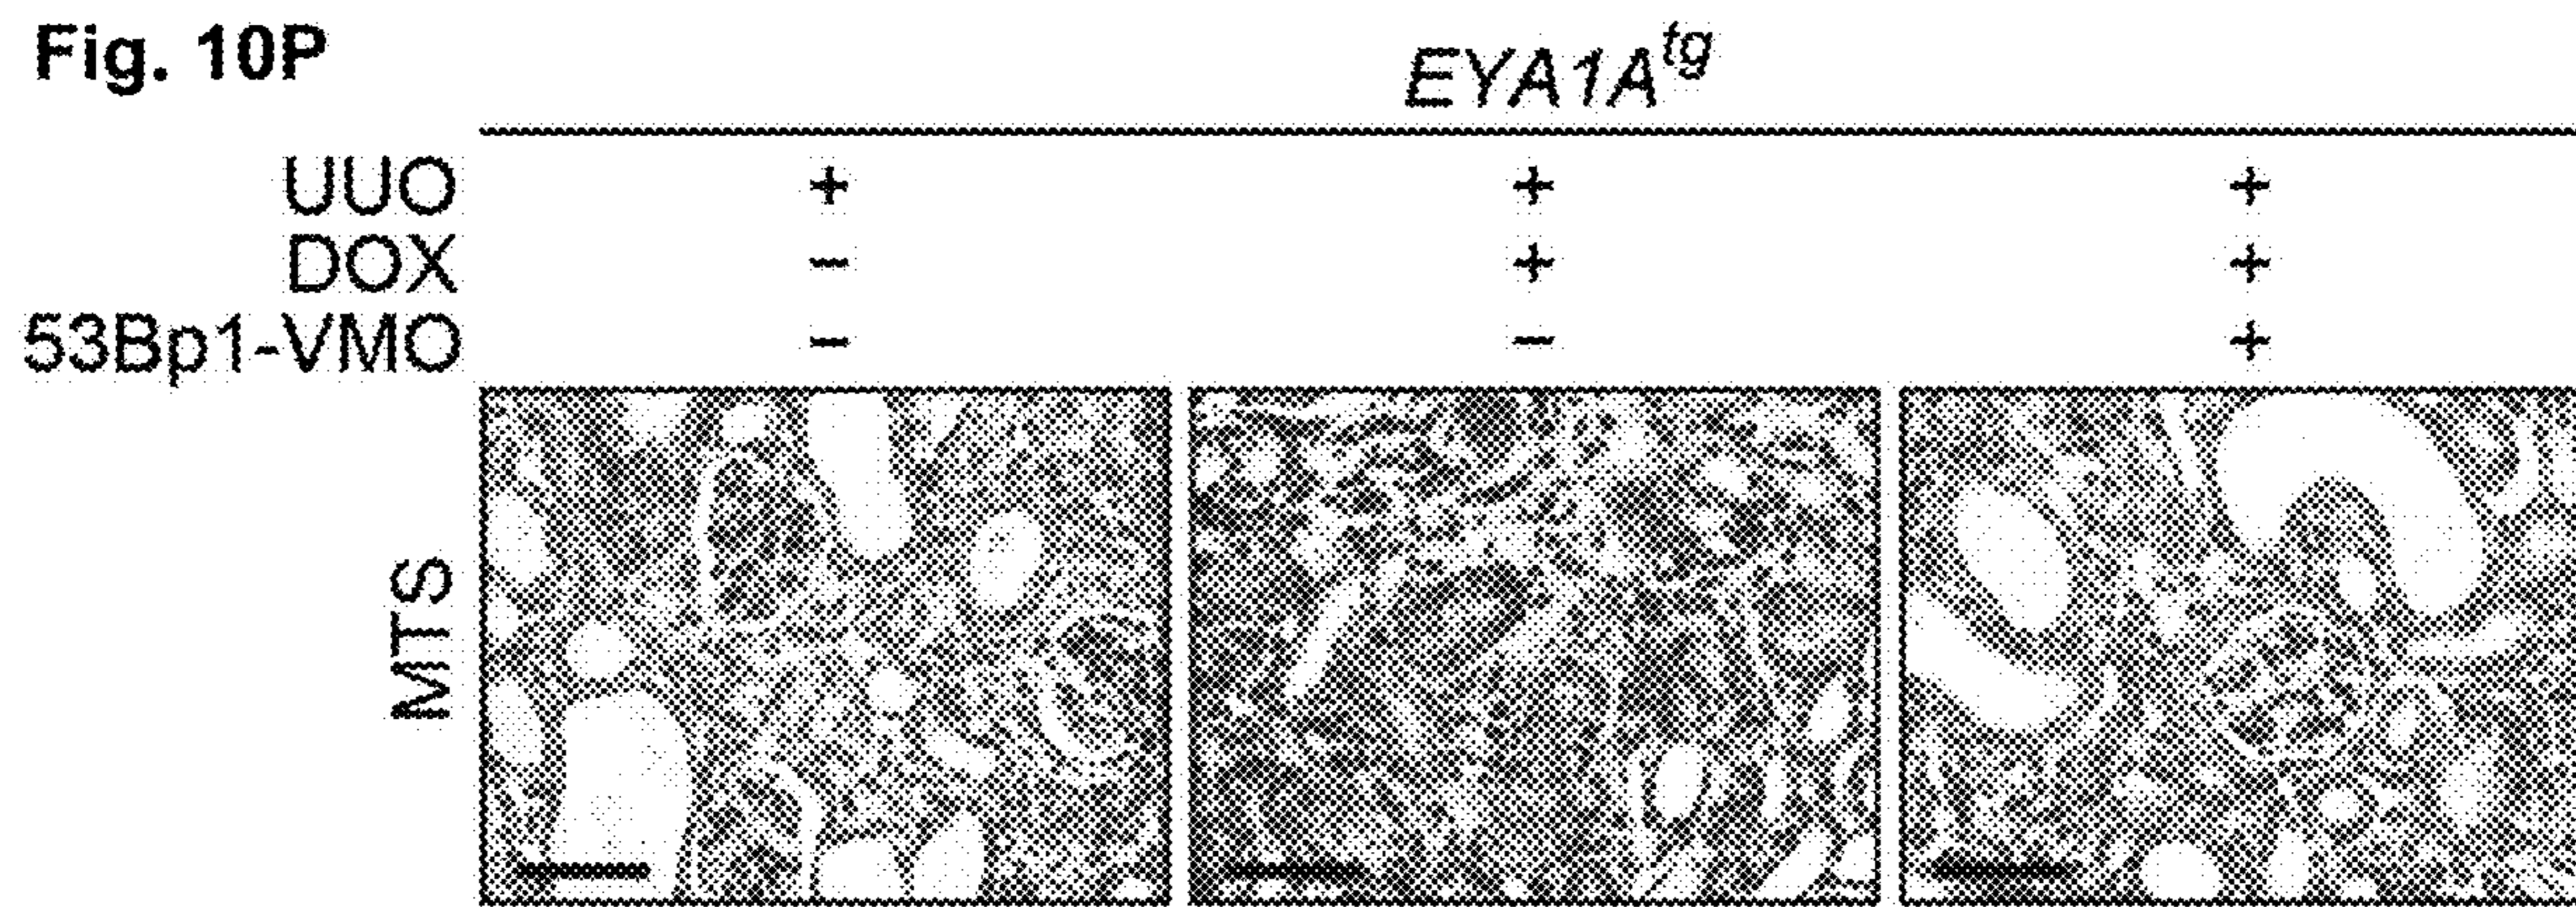 Fig. 10P
EYA1A^tg
UUO + + +
DOX − + +
53Bp1-VMO − − +
MTS